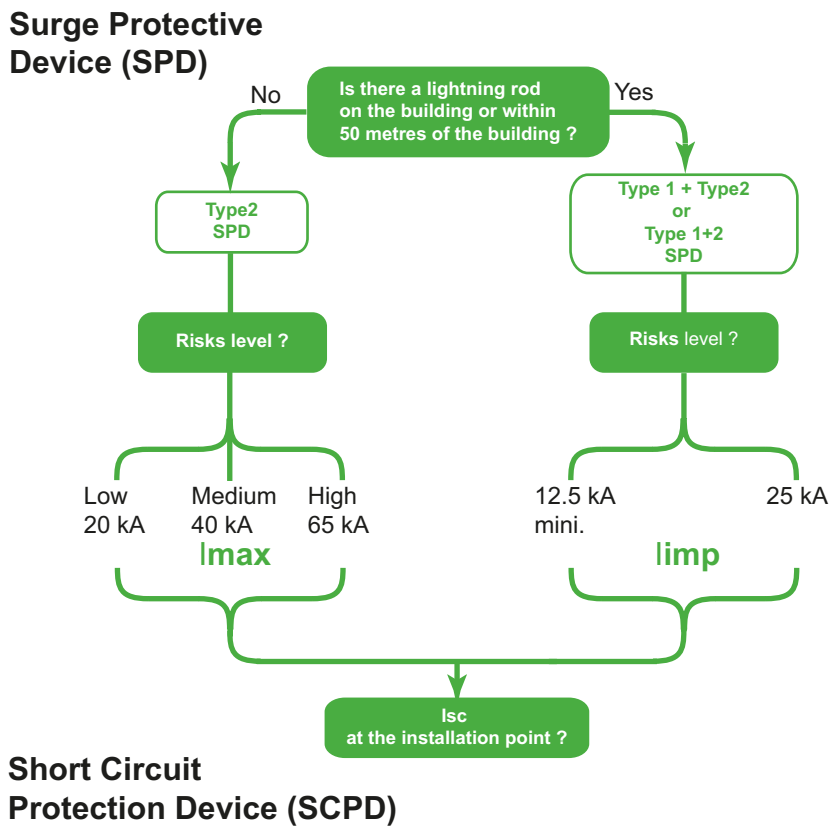 Surge Protective
Device (SPD)
Is there a lightning rod
on the building or within
50 metres of the building ?
No
Yes
Type2
SPD
Type 1 + Type2
or
Type 1+2
SPD
Risks level ?
Risks level ?
Low
20 kA
Medium
40 kA
High
65 kA
Imax
12.5 kA
mini.
25 kA
Iimp
Isc
at the installation point ?
Short Circuit
Protection Device (SCPD)